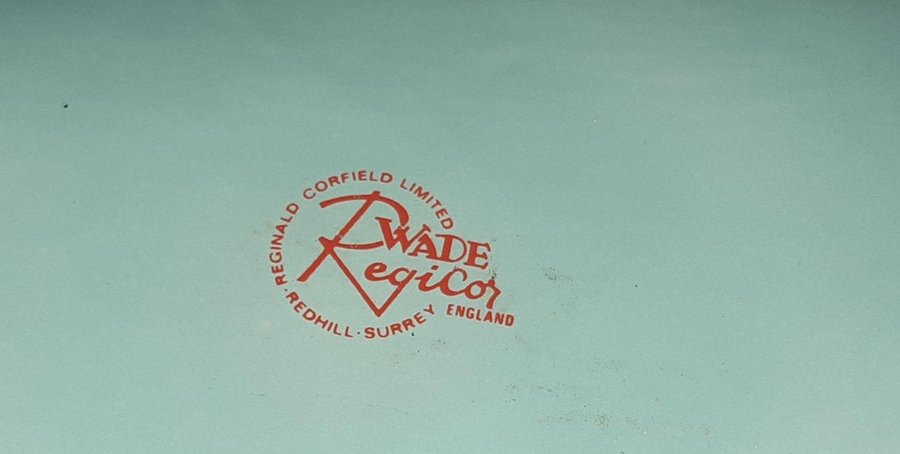 REGINALD CORFIELD LIMITED
WADE
RegiCor
REDHILL · SURREY
ENGLAND